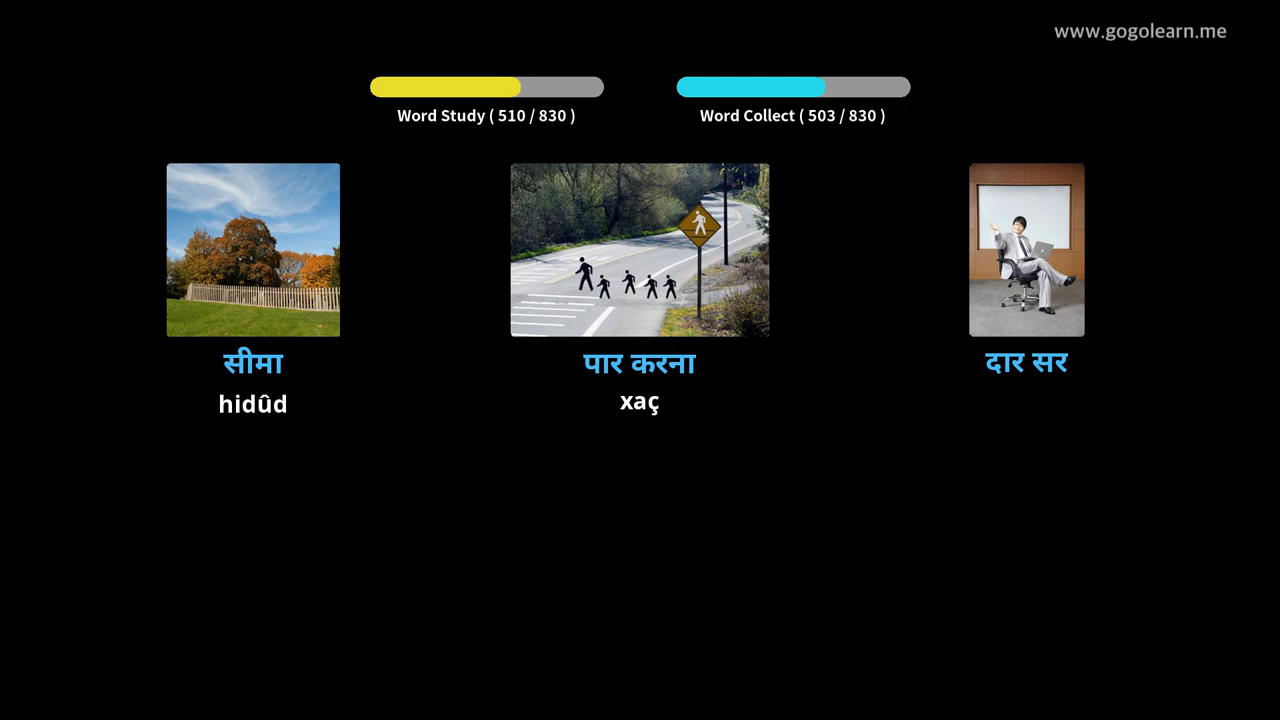 www.gogolearn.me
Word Study ( 510 / 830 )
Word Collect ( 503 / 830 )
सीमा
पार करना
दार सर
hidûd
xaç